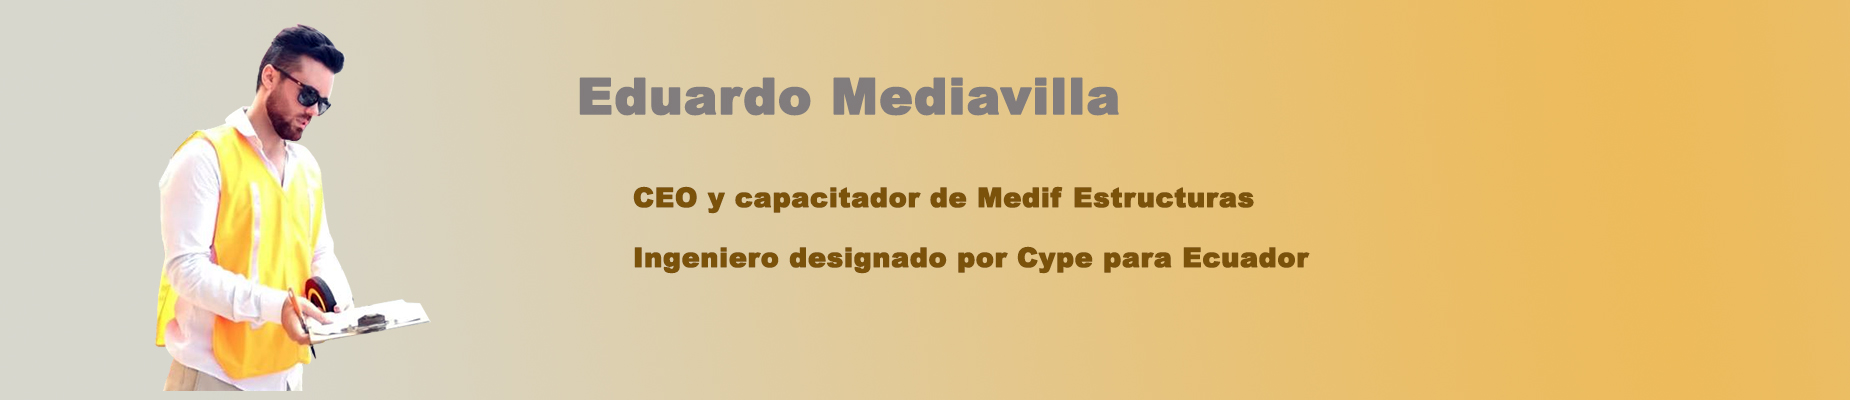 Eduardo Mediavilla
CEO y capacitador de Medif Estructuras
Ingeniero designado por Cype para Ecuador